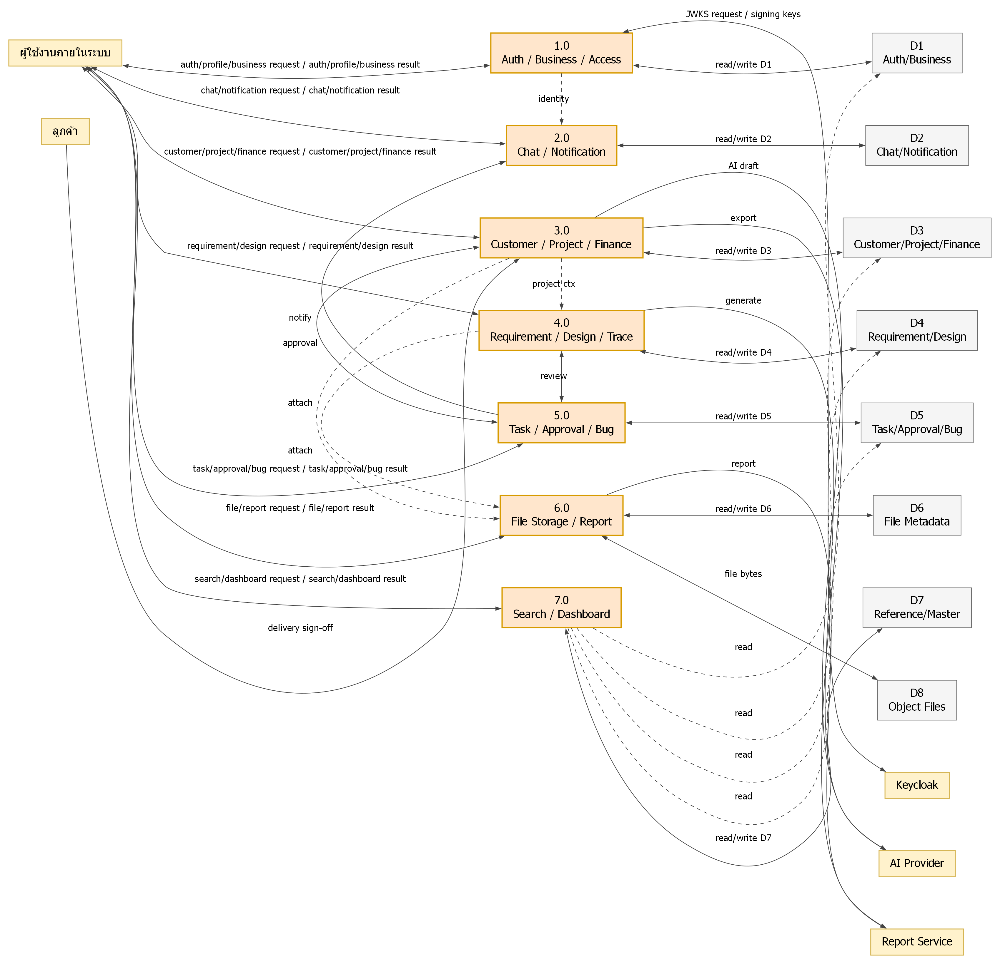 JWKS request / signing keys
ผู้ใช้งานภายในระบบ
1.0
Auth / Business / Access
D1
Auth/Business
auth/profile/business request / auth/profile/business result
read/write D1
chat/notification request / chat/notification result
identity
ลูกค้า
2.0
Chat / Notification
read/write D2
D2
Chat/Notification
customer/project/finance request / customer/project/finance result
AI draft
export
3.0
Customer / Project / Finance
D3
Customer/Project/Finance
requirement/design request / requirement/design result
read/write D3
project ctx
generate
notify
4.0
Requirement / Design / Trace
D4
Requirement/Design
approval
read/write D4
review
attach
5.0
Task / Approval / Bug
read/write D5
D5
Task/Approval/Bug
attach
task/approval/bug request / task/approval/bug result
report
file/report request / file/report result
6.0
File Storage / Report
read/write D6
D6
File Metadata
file bytes
search/dashboard request / search/dashboard result
7.0
Search / Dashboard
D7
Reference/Master
delivery sign-off
read
D8
Object Files
read
read
Keycloak
read
read/write D7
AI Provider
Report Service